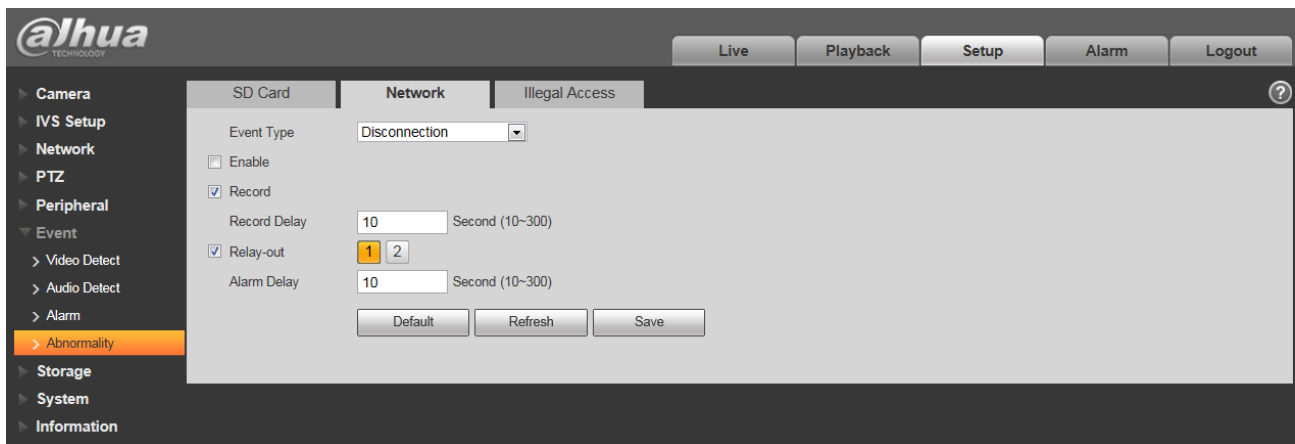 alhua
TECHNOLOGY
Live Playback Setup Alarm Logout
Camera
IVS Setup
Network
PTZ
Peripheral
Event
Video Detect
Audio Detect
Alarm
Abnormality
Storage
System
Information
SD Card Network Illegal Access
?
Event Type Disconnection
Enable
Record
Record Delay 10 Second (10~300)
Relay-out 1 2
Alarm Delay 10 Second (10~300)
Default Refresh Save